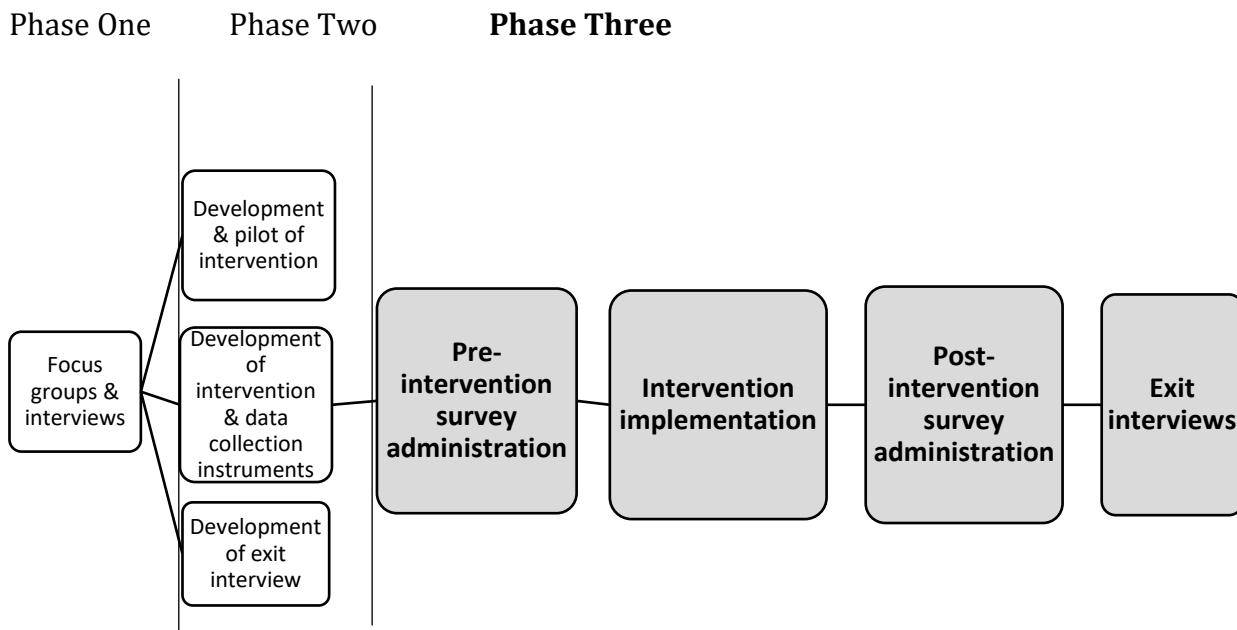 Phase One Phase Two Phase Three
Development
& pilot of
intervention
Focus
groups &
interviews
Development
of
intervention
& data
collection
instruments
Development
of exit
interview
Pre-
intervention
survey
administration
Intervention
implementation
Post-
intervention
survey
administration
Exit
interviews